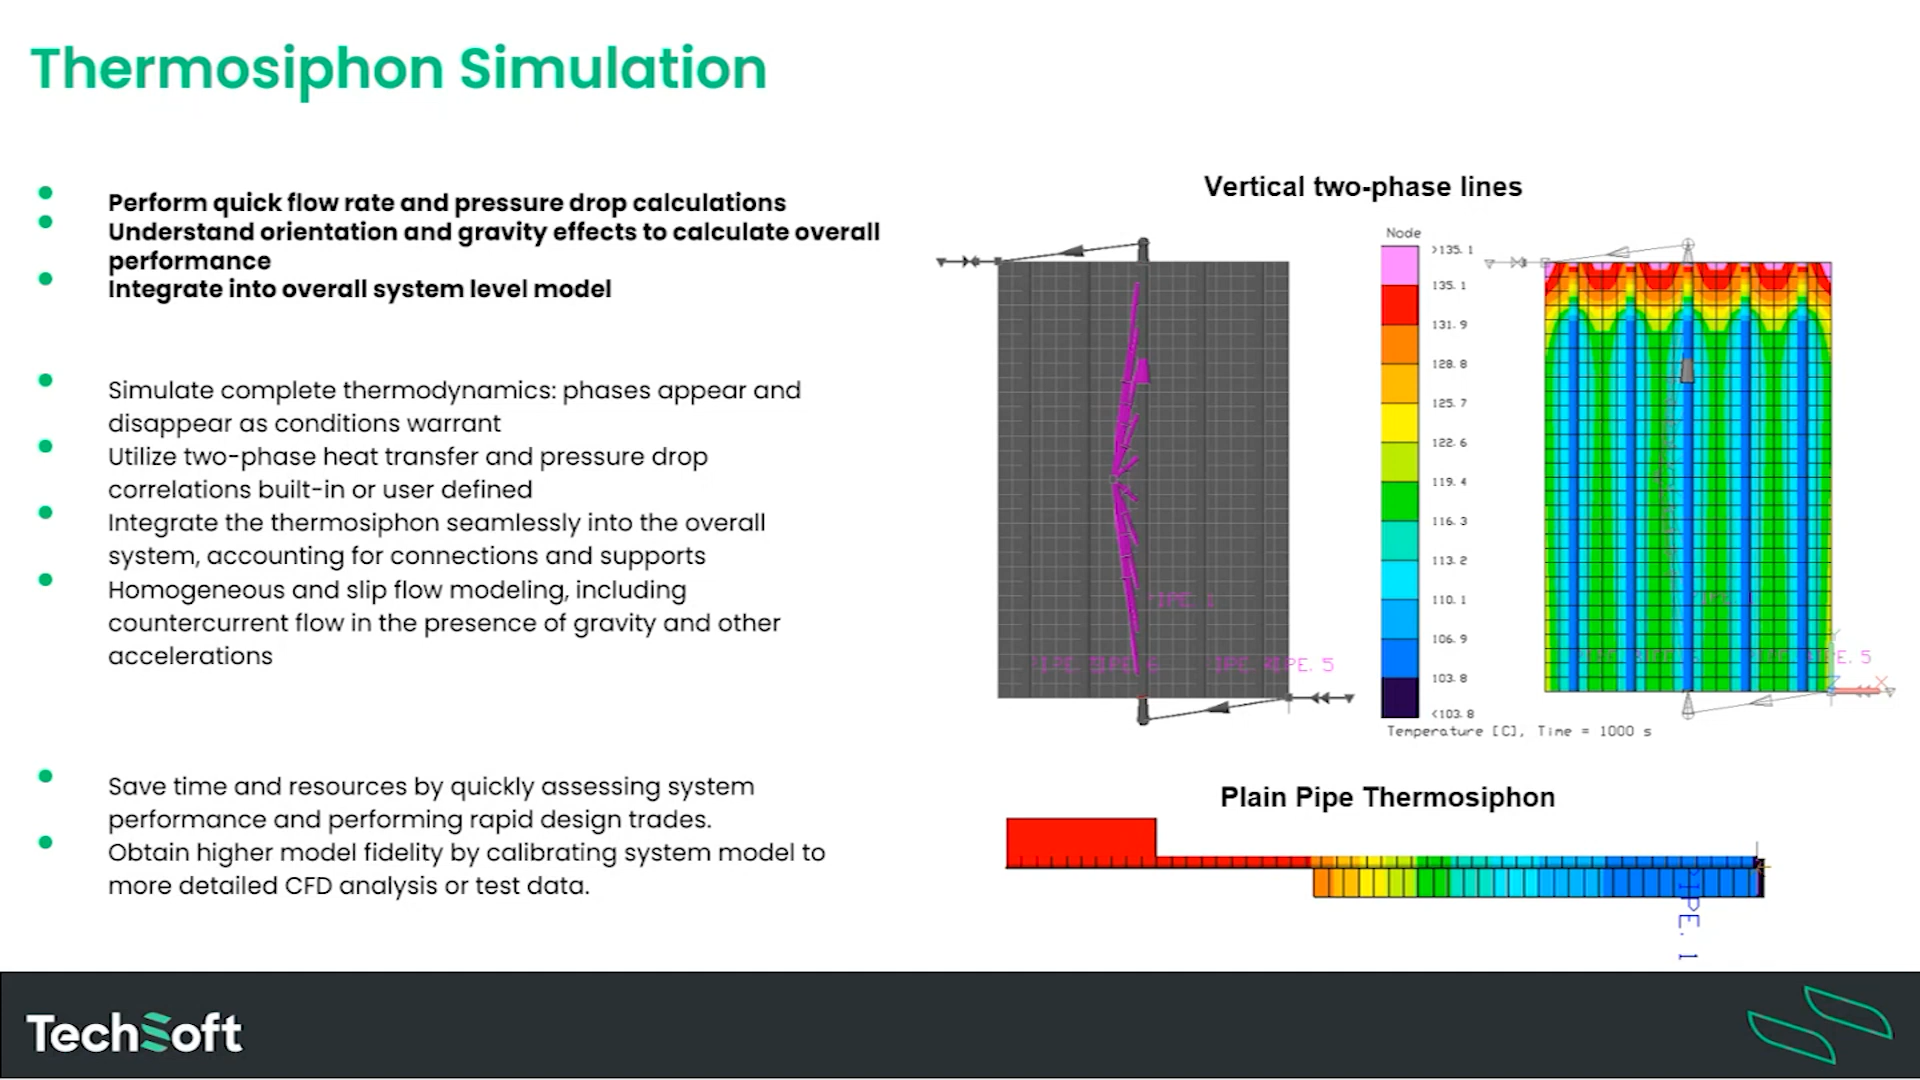 Thermosiphon Simulation
Perform quick flow rate and pressure drop calculations
Understand orientation and gravity effects to calculate overall
performance
Integrate into overall system level model
Simulate complete thermodynamics: phases appear and
disappear as conditions warrant
Utilize two-phase heat transfer and pressure drop
correlations built-in or user defined
Integrate the thermosiphon seamlessly into the overall
system, accounting for connections and supports
Homogeneous and slip flow modeling, including
countercurrent flow in the presence of gravity and other
accelerations
Save time and resources by quickly assessing system
performance and performing rapid design trades.
Obtain higher model fidelity by calibrating system model to
more detailed CFD analysis or test data.
Vertical two-phase lines
Node
>135.1
135.1
131.9
128.8
125.7
122.6
119.4
116.3
113.2
110.1
106.9
103.8
<103.8
Temperature [C], Time = 1000 s
Plain Pipe Thermosiphon
PIPE. 1
TechSoft